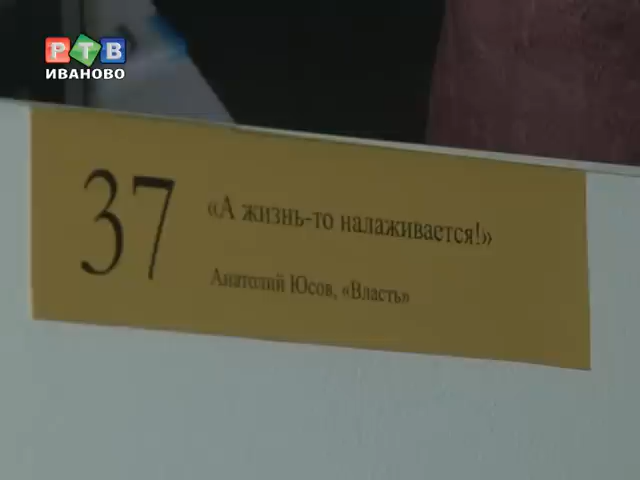 РТВ
ИВАНОВО
37
«А жизнь-то налаживается!»
Анатолий Юсов, «Власть»